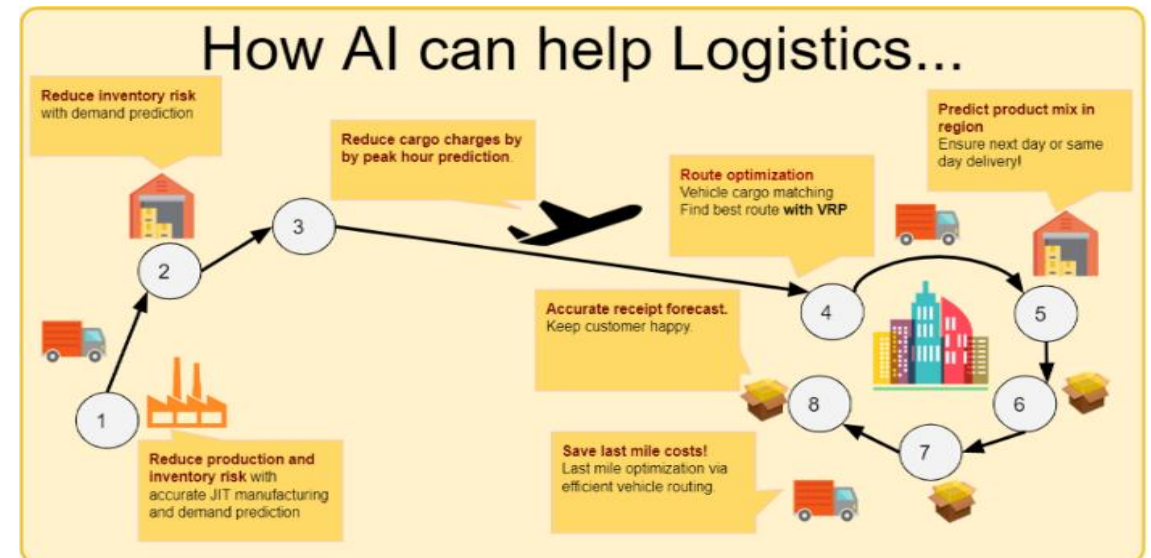 How AI can help Logistics...
Reduce inventory risk
with demand prediction
Reduce cargo charges by
by peak hour prediction.
Predict product mix in
region
Ensure next day or same
day delivery!
Route optimization
Vehicle cargo matching
Find best route with VRP
3
2
4
5
Accurate receipt forecast.
Keep customer happy.
1
8
6
7
Reduce production and
inventory risk with
accurate JIT manufacturing
and demand prediction
Save last mile costs!
Last mile optimization via
efficient vehicle routing.